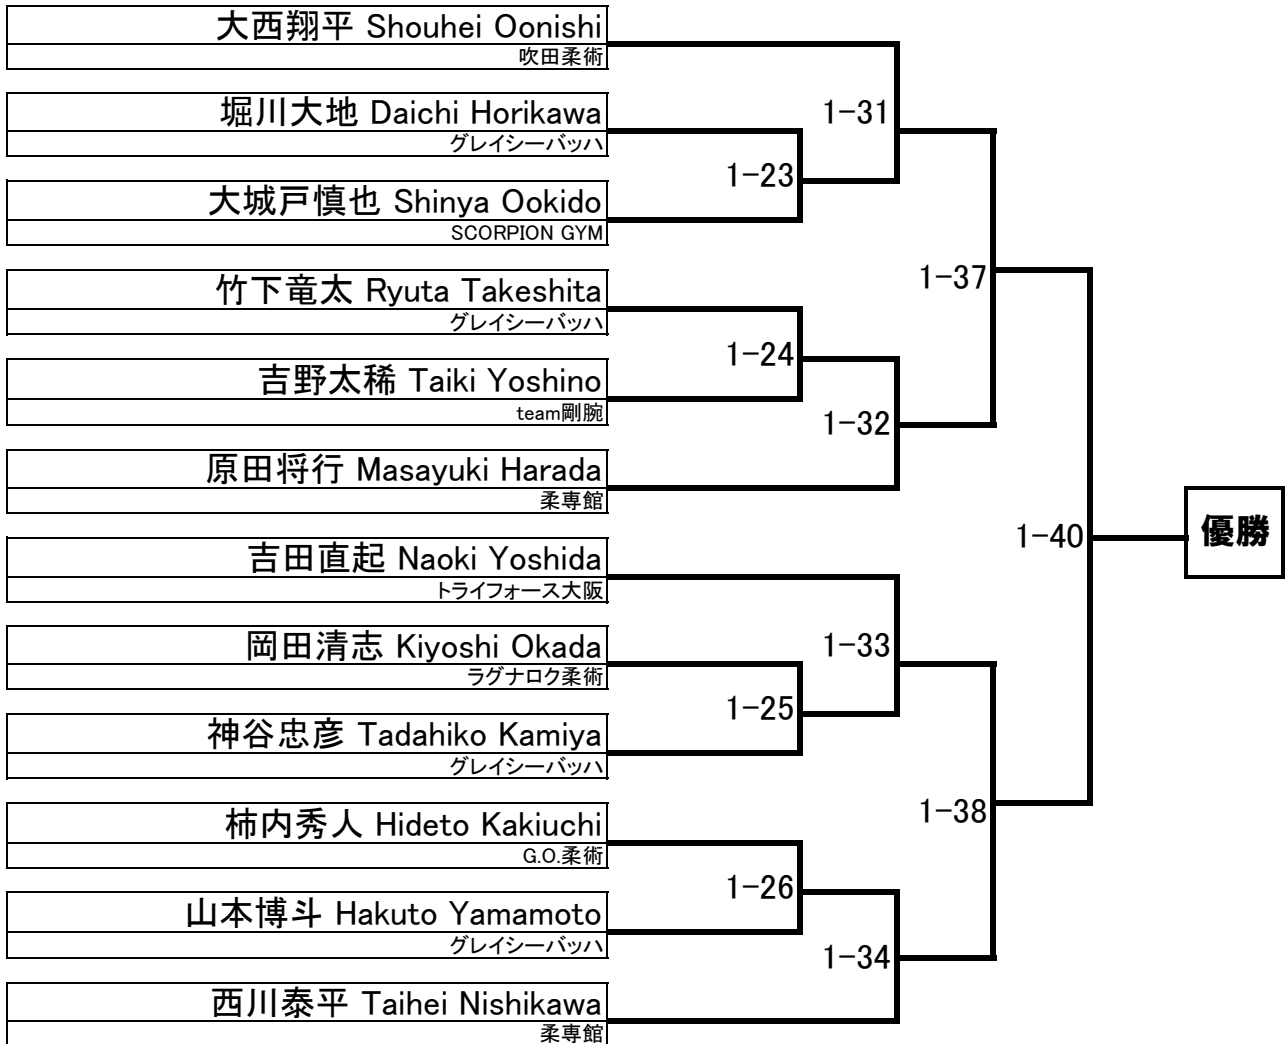 大西翔平 Shouhei Oonishi
吹田柔術
堀川大地 Daichi Horikawa
グレイシーバッハ
大城戸慎也 Shinya Ookido
SCORPION GYM
竹下竜太 Ryuta Takeshita
グレイシーバッハ
吉野太稀 Taiki Yoshino
team剛腕
原田将行 Masayuki Harada
柔専館
吉田直起 Naoki Yoshida
トライフォース大阪
岡田清志 Kiyoshi Okada
ラグナロク柔術
神谷忠彦 Tadahiko Kamiya
グレイシーバッハ
柿内秀人 Hideto Kakiuchi
G.O.柔術
山本博斗 Hakuto Yamamoto
グレイシーバッハ
西川泰平 Taihei Nishikawa
柔専館
1-23
1-24
1-25
1-26
1-31
1-32
1-33
1-34
1-37
1-38
1-40
優勝